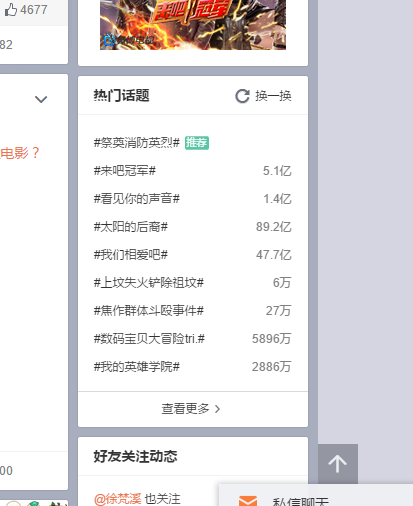 4677
82
电影？
00
来吧 冠军
热门话题 换一换
#祭奠消防英烈# 推荐
#来吧冠军# 5.1亿
#看见你的声音# 1.4亿
#太阳的后裔# 89.2亿
#我们相爱吧# 47.7亿
#上坟失火铲除祖坟# 6万
#焦作群体斗殴事件# 27万
#数码宝贝大冒险tri.# 5896万
#我的英雄学院# 2886万
查看更多 >
好友关注动态
@徐梵溪 也关注
私信聊天